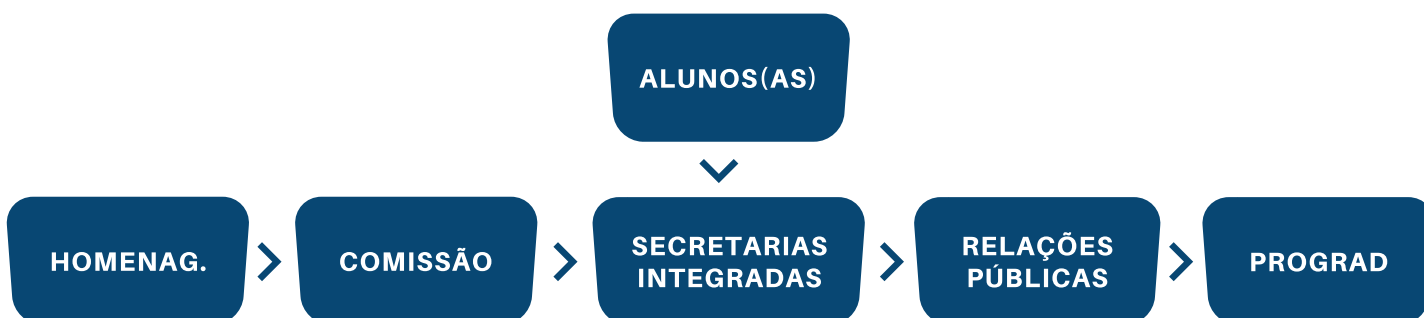 ALUNOS(AS)
HOMENAG.
COMISSÃO
SECRETARIAS
INTEGRADAS
RELAÇÕES
PÚBLICAS
PROGRAD